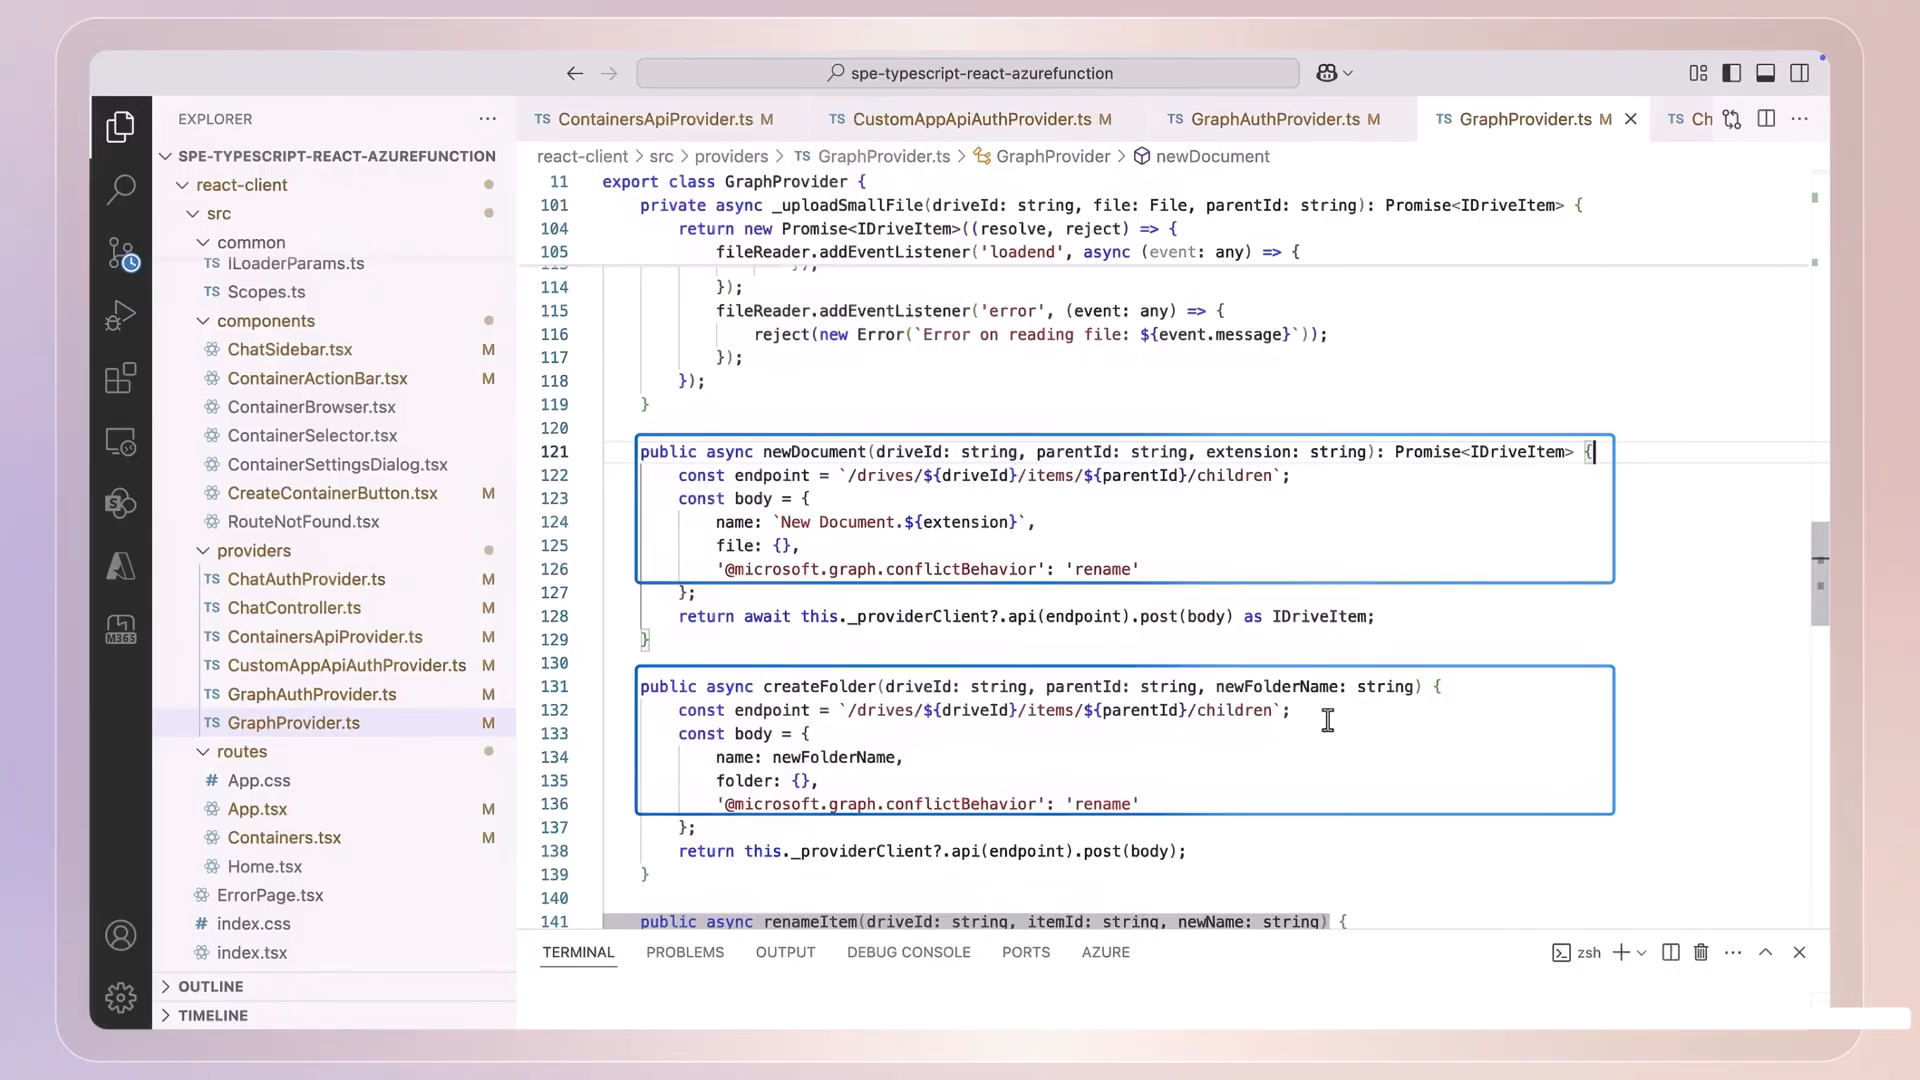 spe-typescript-react-azurefunction
EXPLORER
SPE-TYPESCRIPT-REACT-AZUREFUNCTION
react-client
src
common
TS ILoaderParams.ts
TS Scopes.ts
components
ChatSidebar.tsx M
ContainerActionBar.tsx M
ContainerBrowser.tsx
ContainerSelector.tsx
ContainerSettingsDialog.tsx
CreateContainerButton.tsx M
RouteNotFound.tsx
providers
TS ChatAuthProvider.ts M
TS ChatController.ts M
TS ContainersApiProvider.ts M
TS CustomAppApiAuthProvider.ts M
TS GraphAuthProvider.ts M
TS GraphProvider.ts M
routes
# App.css
App.tsx M
Containers.tsx M
Home.tsx
ErrorPage.tsx
# index.css
index.tsx
OUTLINE
TIMELINE
M365
TS ContainersApiProvider.ts M TS CustomAppApiAuthProvider.ts M TS GraphAuthProvider.ts M TS GraphProvider.ts M TS Ch
react-client > src > providers > TS GraphProvider.ts > GraphProvider > newDocument
11 export class GraphProvider {
101 private async _uploadSmallFile(driveId: string, file: File, parentId: string): Promise<IDriveItem> {
104 return new Promise<IDriveItem>((resolve, reject) => {
105 fileReader.addEventListener('loadend', async (event: any) => {
114 });
115 fileReader.addEventListener('error', (event: any) => {
116 reject(new Error(`Error on reading file: ${event.message}`));
117 });
118 });
119 }
120
121 public async newDocument(driveId: string, parentId: string, extension: string): Promise<IDriveItem> {
122 const endpoint = `/drives/${driveId}/items/${parentId}/children`;
123 const body = {
124 name: `New Document.${extension}`,
125 file: {},
126 '@microsoft.graph.conflictBehavior': 'rename'
127 };
128 return await this._providerClient?.api(endpoint).post(body) as IDriveItem;
129 }
130
131 public async createFolder(driveId: string, parentId: string, newFolderName: string) {
132 const endpoint = `/drives/${driveId}/items/${parentId}/children`;
133 const body = {
134 name: newFolderName,
135 folder: {},
136 '@microsoft.graph.conflictBehavior': 'rename'
137 };
138 return this._providerClient?.api(endpoint).post(body);
139 }
140
141 public async renameItem(driveId: string, itemId: string, newName: string) {
TERMINAL PROBLEMS OUTPUT DEBUG CONSOLE PORTS AZURE zsh